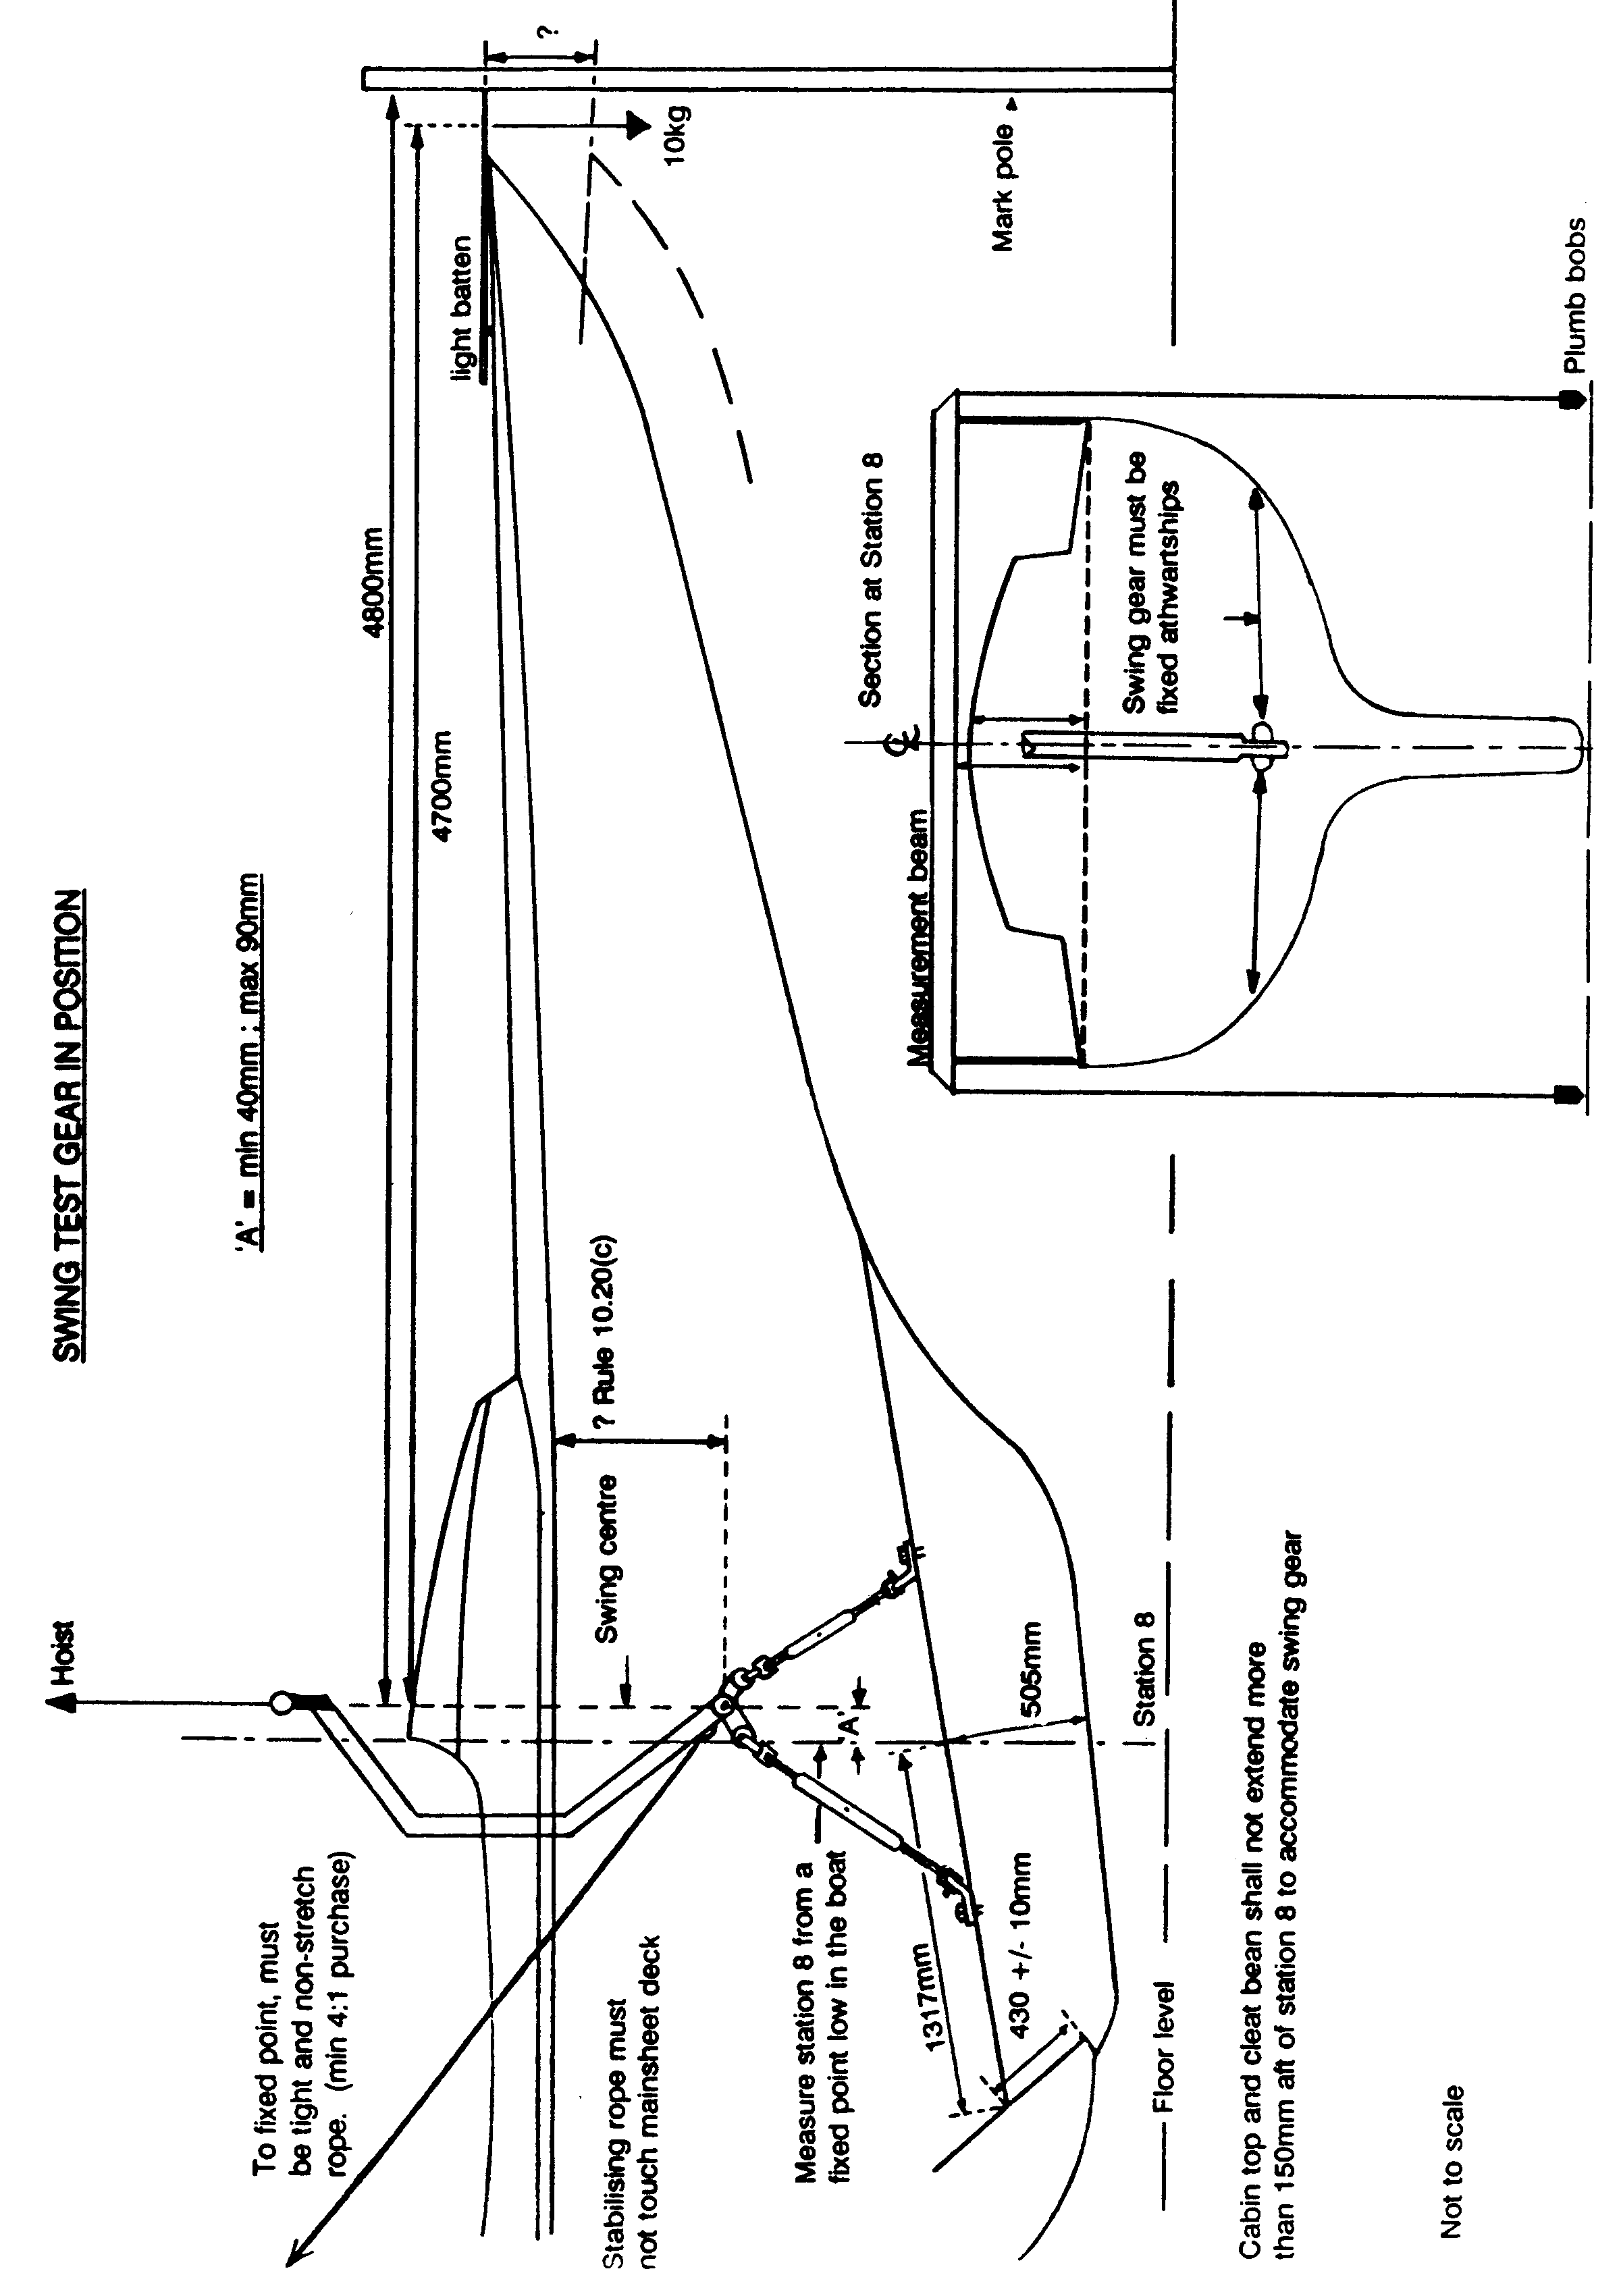 SWING TEST GEAR IN POSITION
'A' = min 40mm ; max 90mm
Hoist
4800mm
4700mm
light batten
?
10kg
Mark pole
To fixed point, must
be tight and non-stretch
rope. (min 4:1 purchase)
Swing centre
? Rule 10.20(c)
Stabilising rope must
not touch mainsheet deck
Measure station 8 from a
fixed point low in the boat
'A'
1317mm
430 +/- 10mm
505mm
Station 8
Floor level
Section at Station 8
Measurement beam
Swing gear must be
fixed athwartships
Plumb bobs
Cabin top and cleat bean shall not extend more
than 150mm aft of station 8 to accommodate swing gear
Not to scale